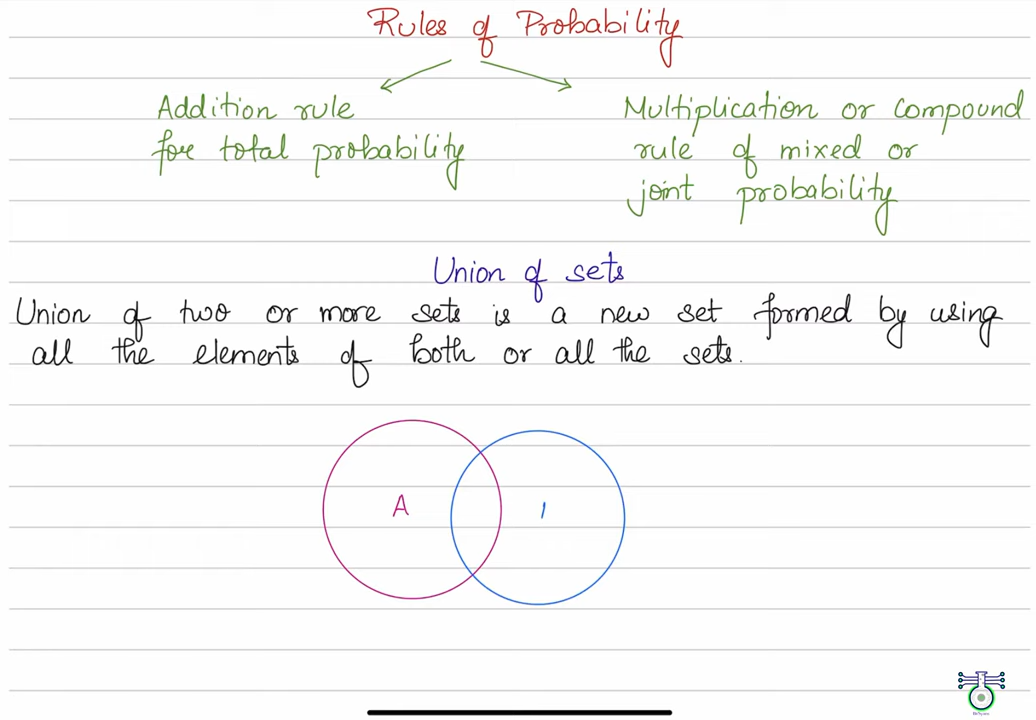 Rules of Probability
Addition rule
for total probability
Multiplication or compound
rule of mixed or
joint probability
Union of sets
Union of two or more sets is a new set formed by using
all the elements of both or all the sets.
A